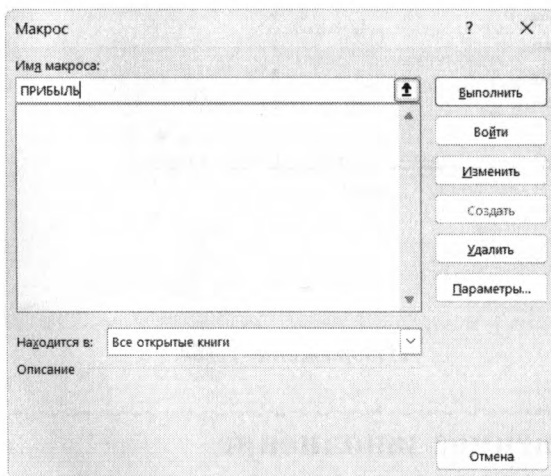 Макрос ? ×
Имя макроса:
ПРИБЫЛЬ
Выполнить
Войти
Изменить
Создать
Удалить
Параметры...
Находится в: Все открытые книги
Описание
Отмена